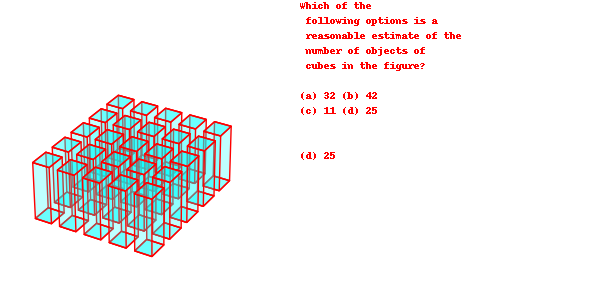 Which of the
following options is a
reasonable estimate of the
number of objects of
cubes in the figure?
(a) 32 (b) 42
(c) 11 (d) 25
(d) 25